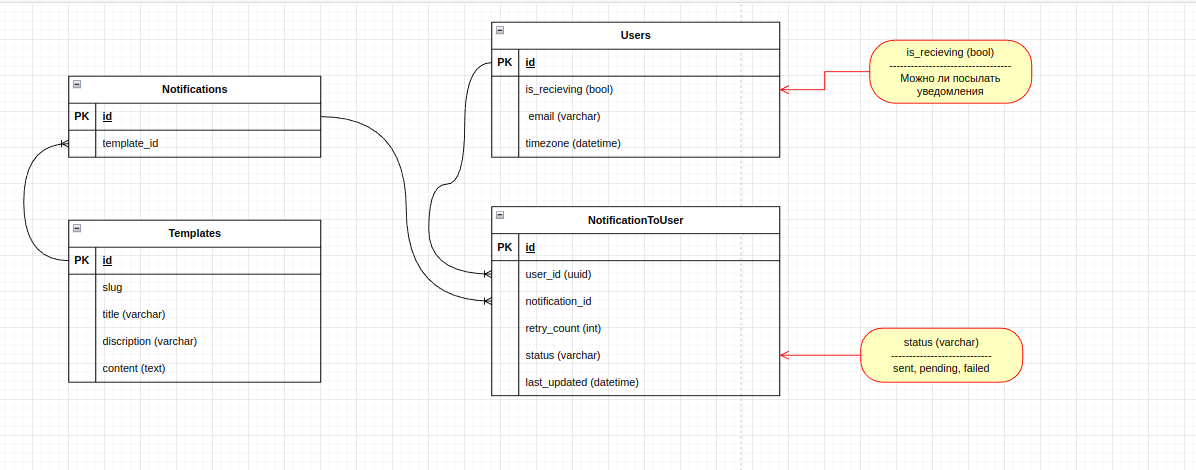 Users
PK id
is_recieving (bool)
email (varchar)
timezone (datetime)
is_recieving (bool)
--------------------------------
Можно ли посылать
уведомления
Notifications
PK id
template_id
Templates
PK id
slug
title (varchar)
discription (varchar)
content (text)
NotificationToUser
PK id
user_id (uuid)
notification_id
retry_count (int)
status (varchar)
last_updated (datetime)
status (varchar)
--------------------------
sent, pending, failed